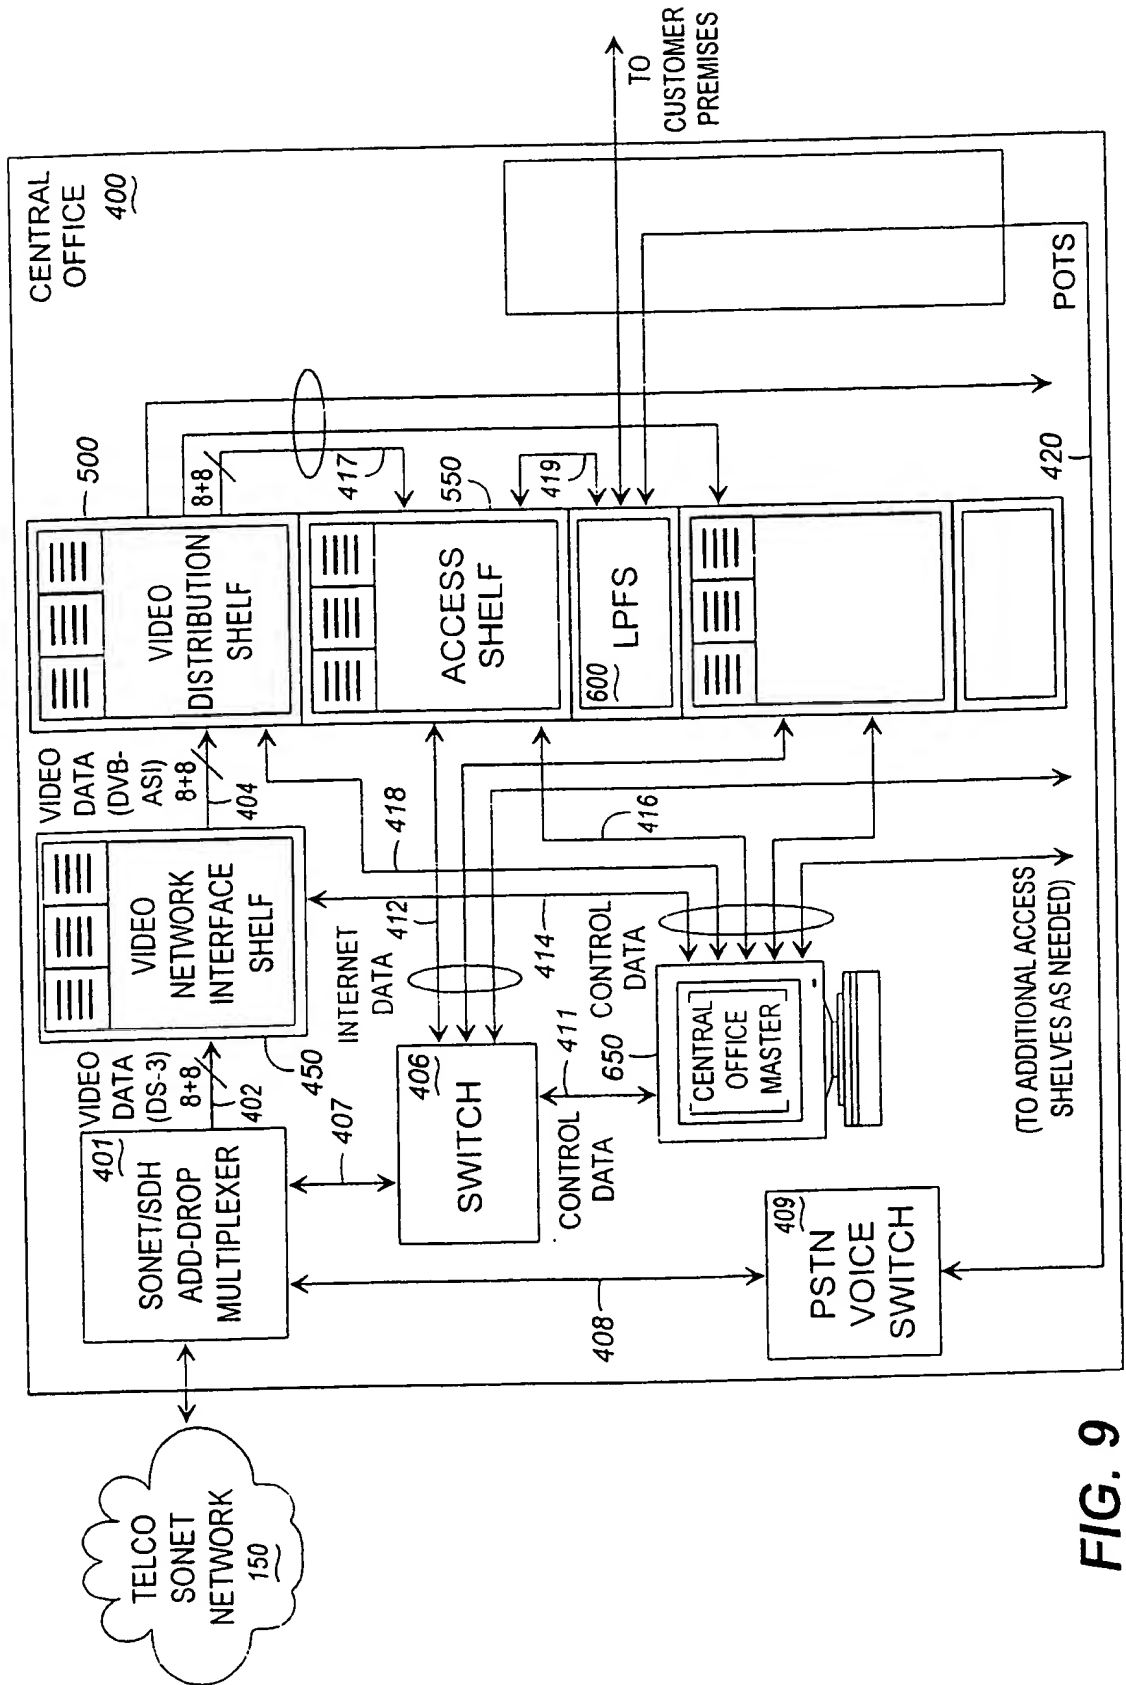 CENTRAL
OFFICE
400
TELCO
SONET
NETWORK
150
401
SONET/SDH
ADD-DROP
MULTIPLEXER
VIDEO
DATA
(DS-3)
8+8
402
450
VIDEO
NETWORK
INTERFACE
SHELF
VIDEO
DATA
(DVB-
ASI)
8+8
404
500
VIDEO
DISTRIBUTION
SHELF
8+8
417
550
ACCESS
SHELF
419
600
LPFS
TO
CUSTOMER
PREMISES
407
406
SWITCH
INTERNET
DATA
412
418
414
416
CONTROL
DATA
411
CONTROL
DATA
650
CENTRAL
OFFICE
MASTER
408
409
PSTN
VOICE
SWITCH
(TO ADDITIONAL ACCESS
SHELVES AS NEEDED)
420
POTS
FIG. 9